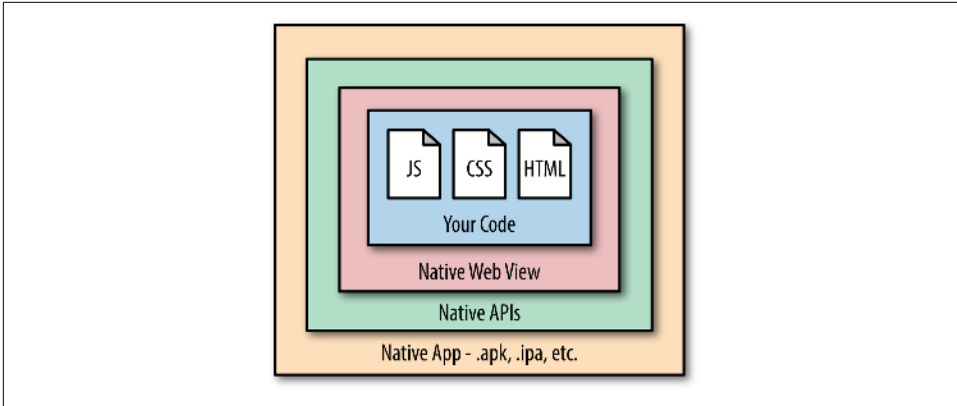 JS
CSS
HTML
Your Code
Native Web View
Native APIs
Native App - .apk, .ipa, etc.